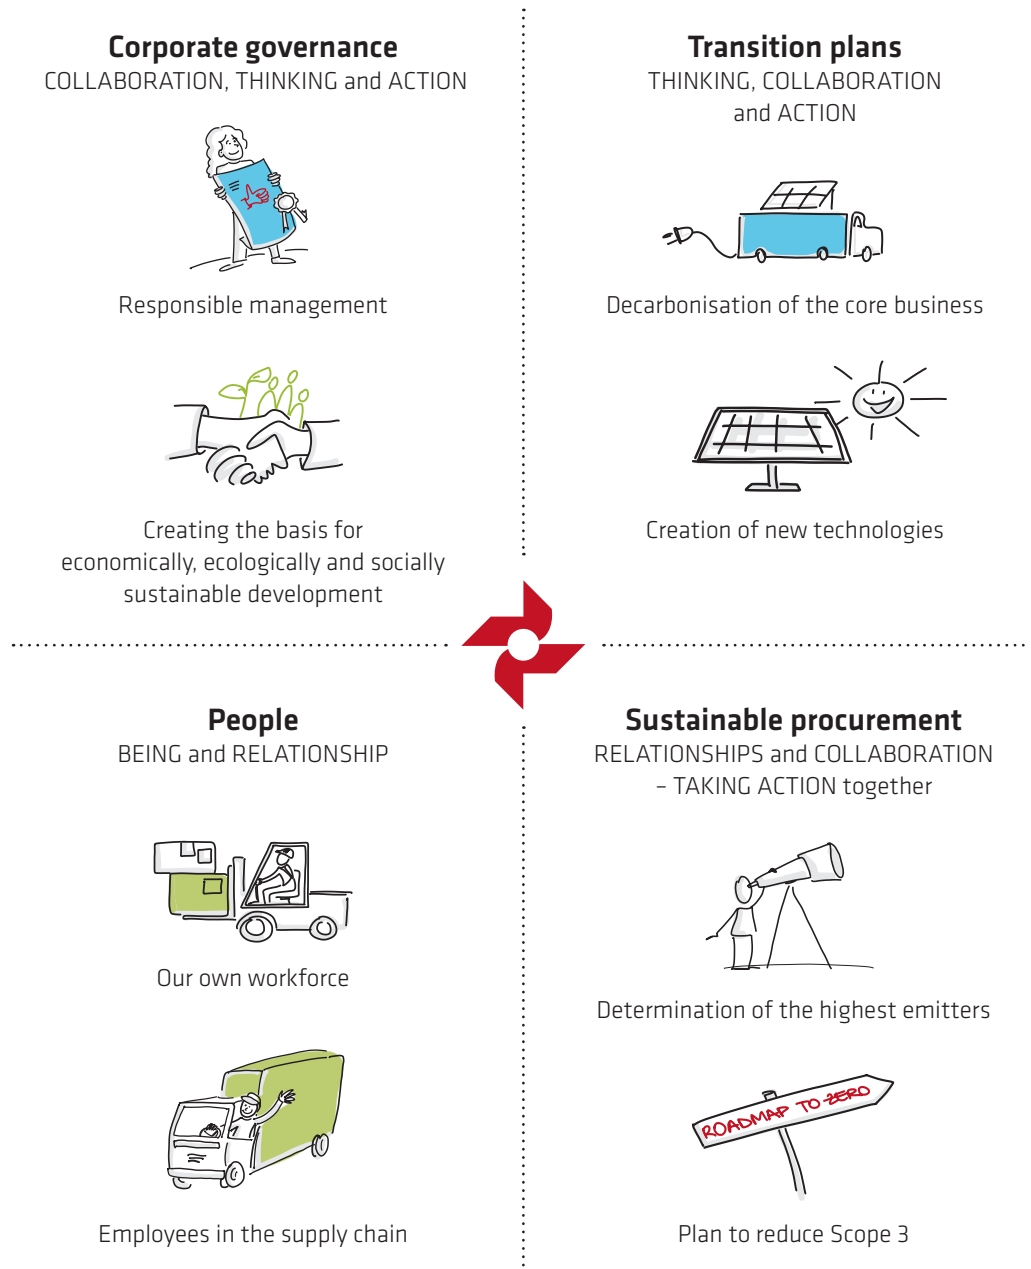 Corporate governance
COLLABORATION, THINKING and ACTION
Responsible management
Creating the basis for
economically, ecologically and socially
sustainable development
Transition plans
THINKING, COLLABORATION
and ACTION
Decarbonisation of the core business
Creation of new technologies
People
BEING and RELATIONSHIP
Our own workforce
Employees in the supply chain
Sustainable procurement
RELATIONSHIPS and COLLABORATION
– TAKING ACTION together
Determination of the highest emitters
ROADMAP TO ZERO
Plan to reduce Scope 3